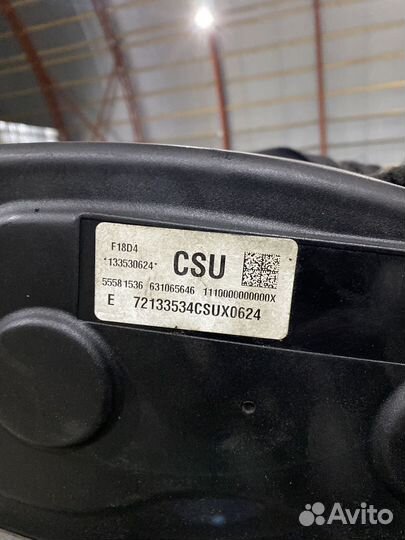 F18D4
*133530624*
CSU
55581536 631065646 1110000000000X
E 72133534CSUX0624
Avito